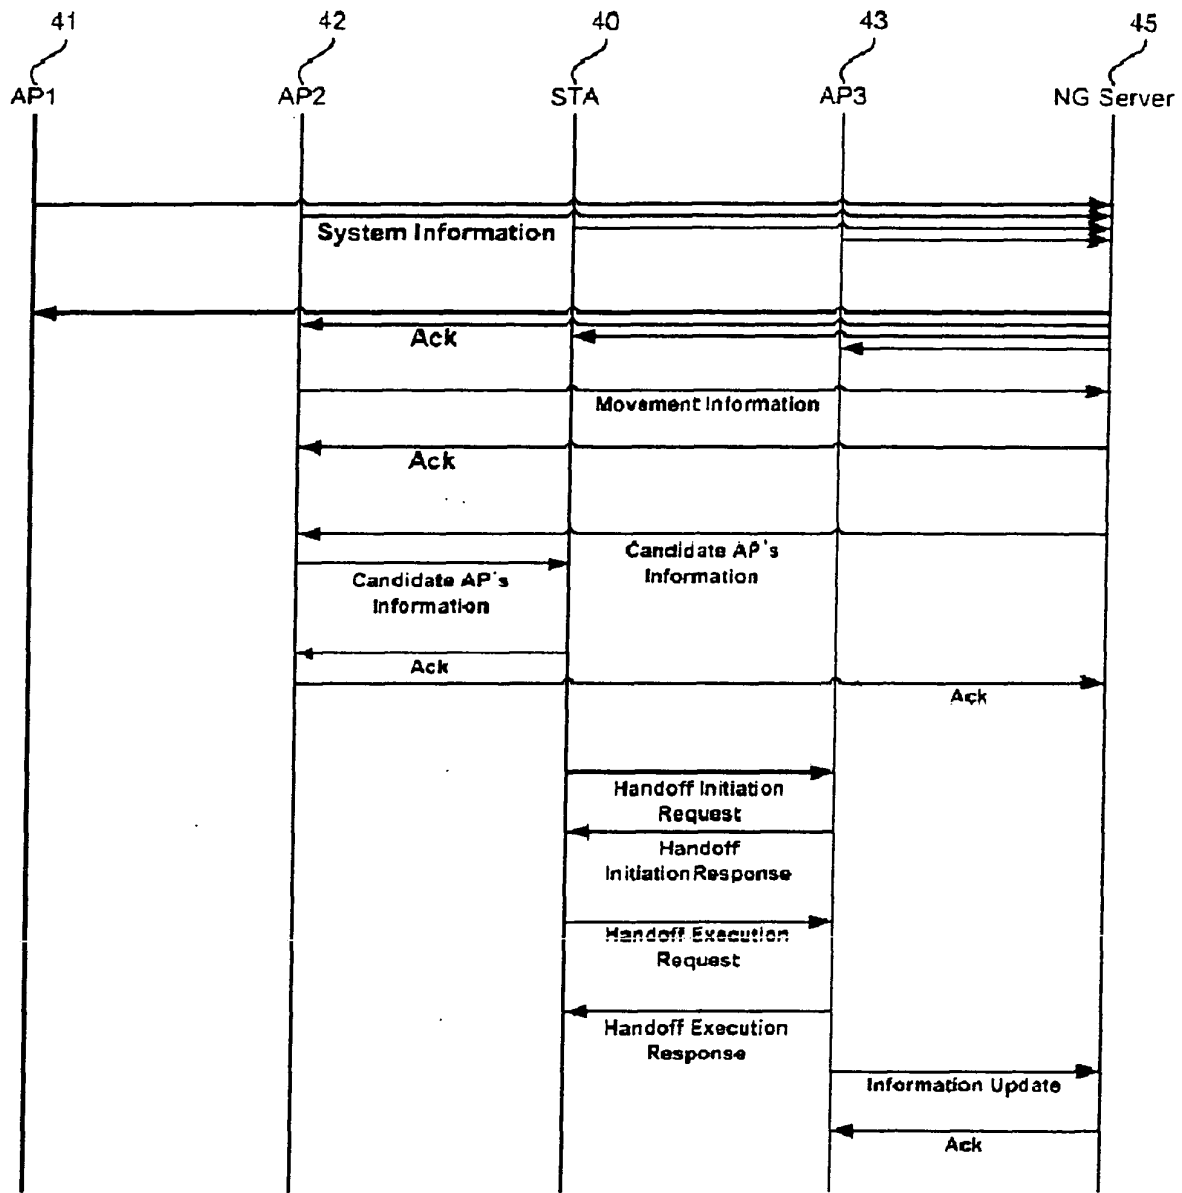 41 42 40 43 45
AP1 AP2 STA AP3 NG Server
System Information
Ack
Movement Information
Ack
Candidate AP's
Information
Candidate AP's
Information
Ack
Ack
Handoff Initiation
Request
Handoff
Initiation Response
Handoff Execution
Request
Handoff Execution
Response
Information Update
Ack